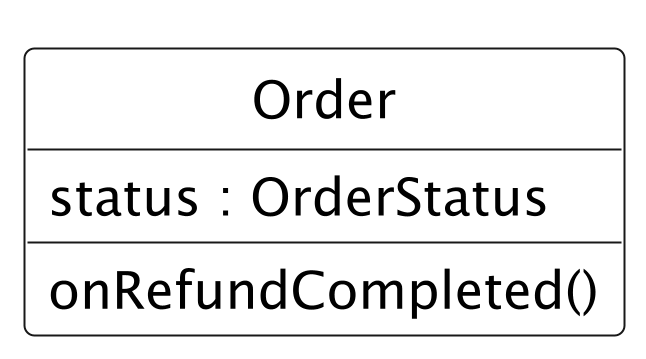 Order
status : OrderStatus
onRefundCompleted()